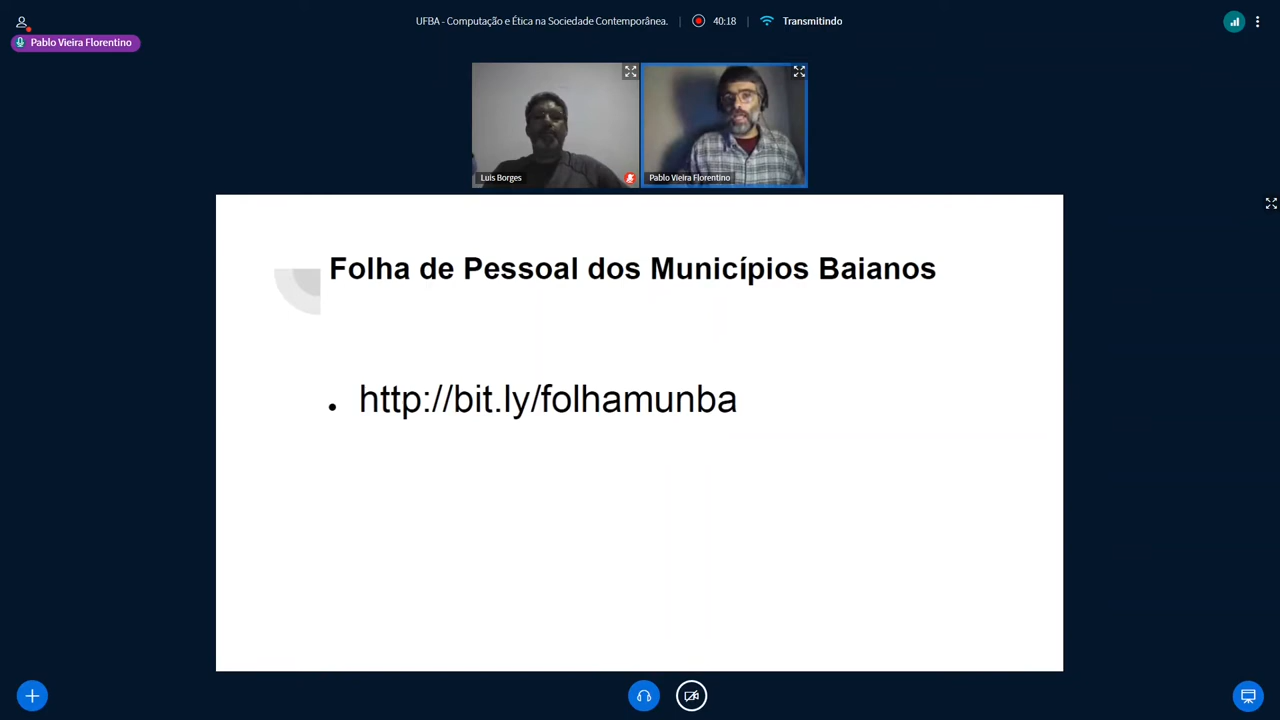 UFBA - Computação e Ética na Sociedade Contemporânea.
40:18
Transmitindo
Pablo Vieira Florentino
Luis Borges
Pablo Vieira Florentino
Folha de Pessoal dos Municípios Baianos
• http://bit.ly/folhamunba